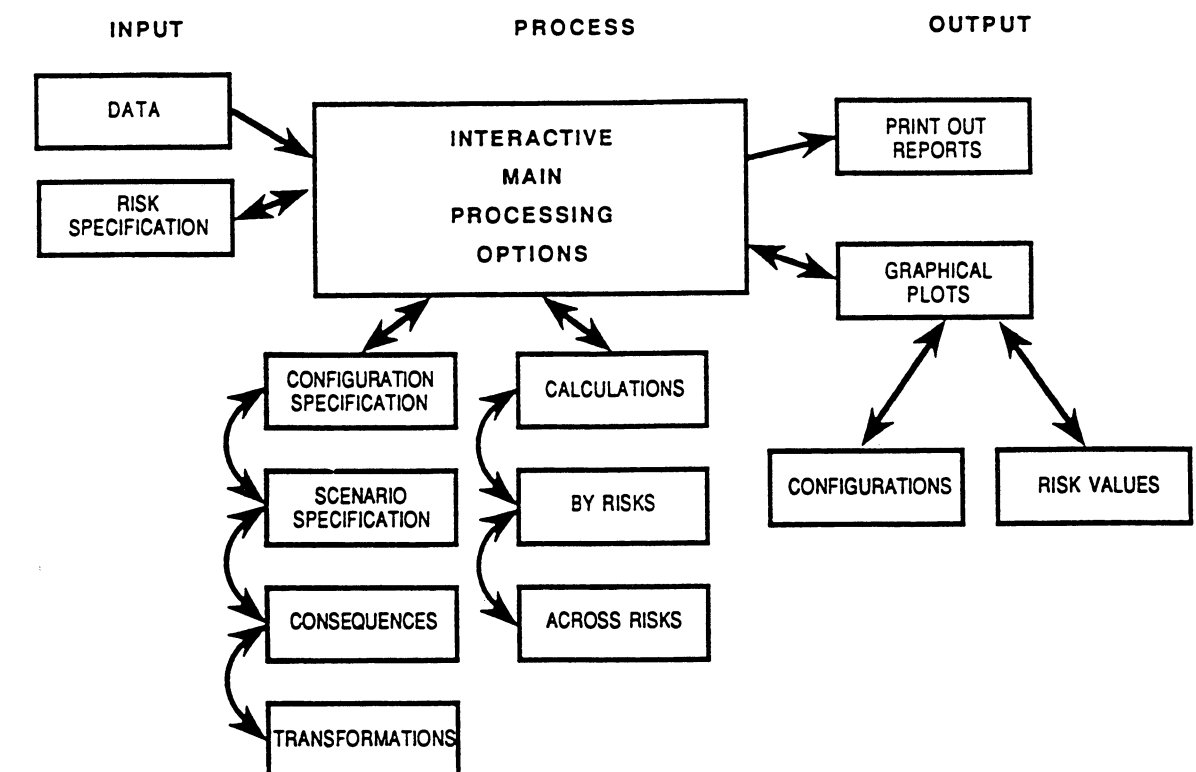 INPUT
PROCESS
OUTPUT
DATA
RISK
SPECIFICATION
INTERACTIVE
MAIN
PROCESSING
OPTIONS
PRINT OUT
REPORTS
GRAPHICAL
PLOTS
CONFIGURATION
SPECIFICATION
CALCULATIONS
SCENARIO
SPECIFICATION
BY RISKS
CONFIGURATIONS
RISK VALUES
CONSEQUENCES
ACROSS RISKS
TRANSFORMATIONS